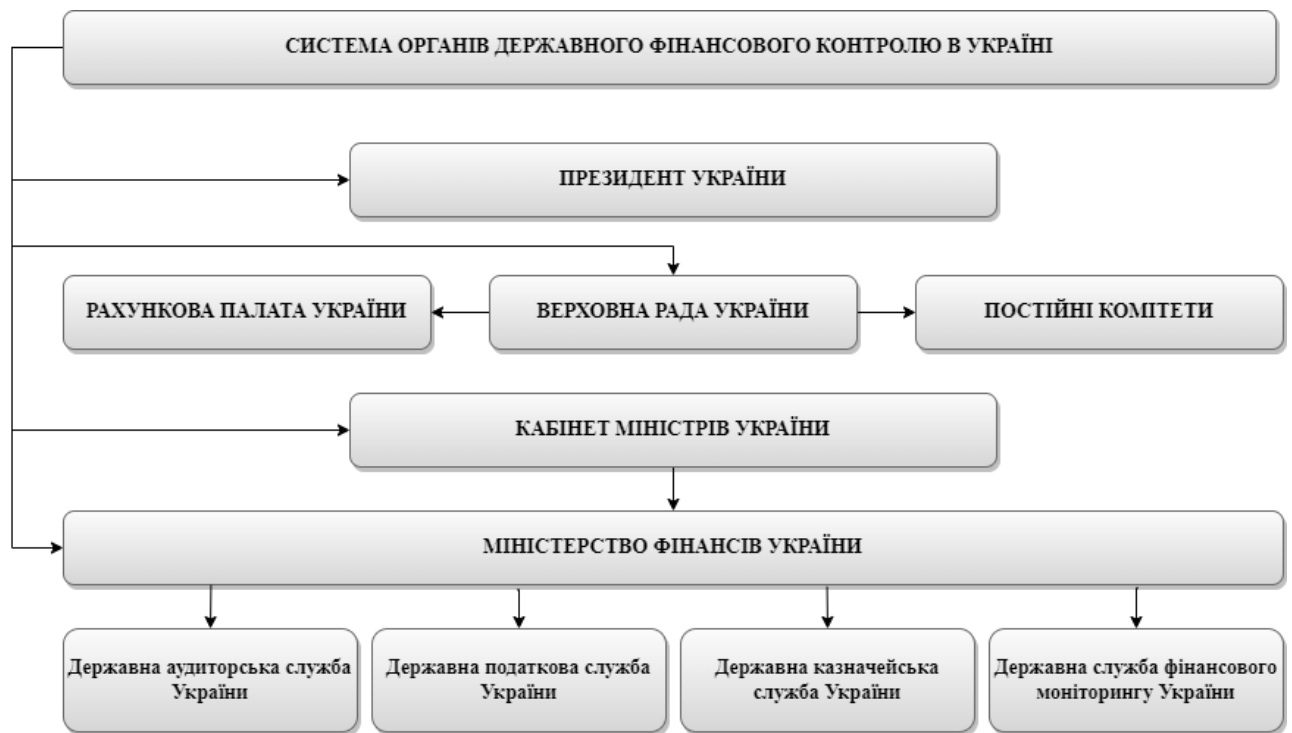 СИСТЕМА ОРГАНІВ ДЕРЖАВНОГО ФІНАНСОВОГО КОНТРОЛЮ В УКРАЇНІ
ПРЕЗИДЕНТ УКРАЇНИ
РАХУНКОВА ПАЛАТА УКРАЇНИ
ВЕРХОВНА РАДА УКРАЇНИ
ПОСТІЙНІ КОМІТЕТИ
КАБІНЕТ МІНІСТРІВ УКРАЇНИ
МІНІСТЕРСТВО ФІНАНСІВ УКРАЇНИ
Державна аудиторська служба
України
Державна податкова служба
України
Державна казначейська
служба України
Державна служба фінансового
моніторингу України